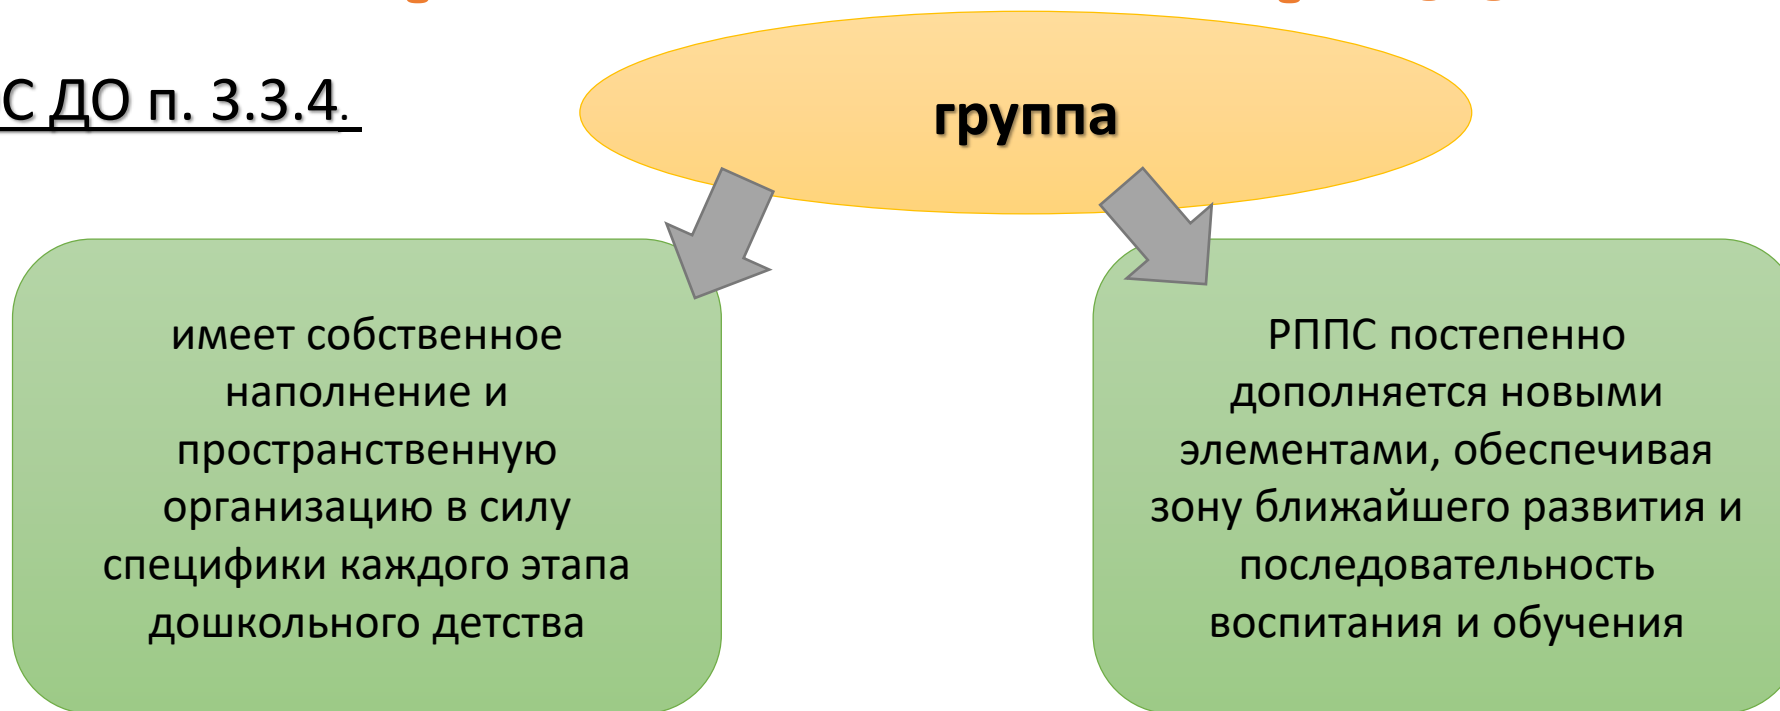 С ДО п. 3.3.4.
группа
имеет собственное
наполнение и
пространственную
организацию в силу
специфики каждого этапа
дошкольного детства
РППС постепенно
дополняется новыми
элементами, обеспечивая
зону ближайшего развития и
последовательность
воспитания и обучения